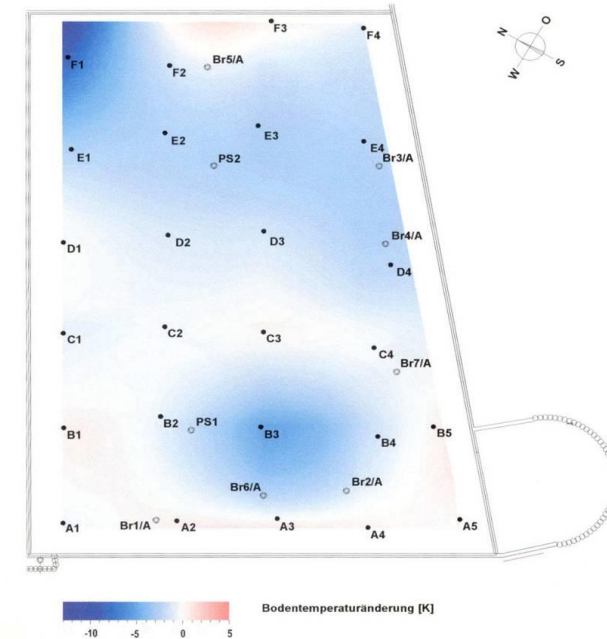 F3
F4
O
N
S
W
F1
F2
Br5/A
E1
E2
E3
E4
PS2
Br3/A
D1
D2
D3
Br4/A
D4
C1
C2
C3
C4
Br7/A
B1
B2
PS1
B3
B4
B5
Br6/A
Br2/A
A1
Br1/A
A2
A3
A4
A5
Bodentemperaturänderung [K]
-10 -5 0 5